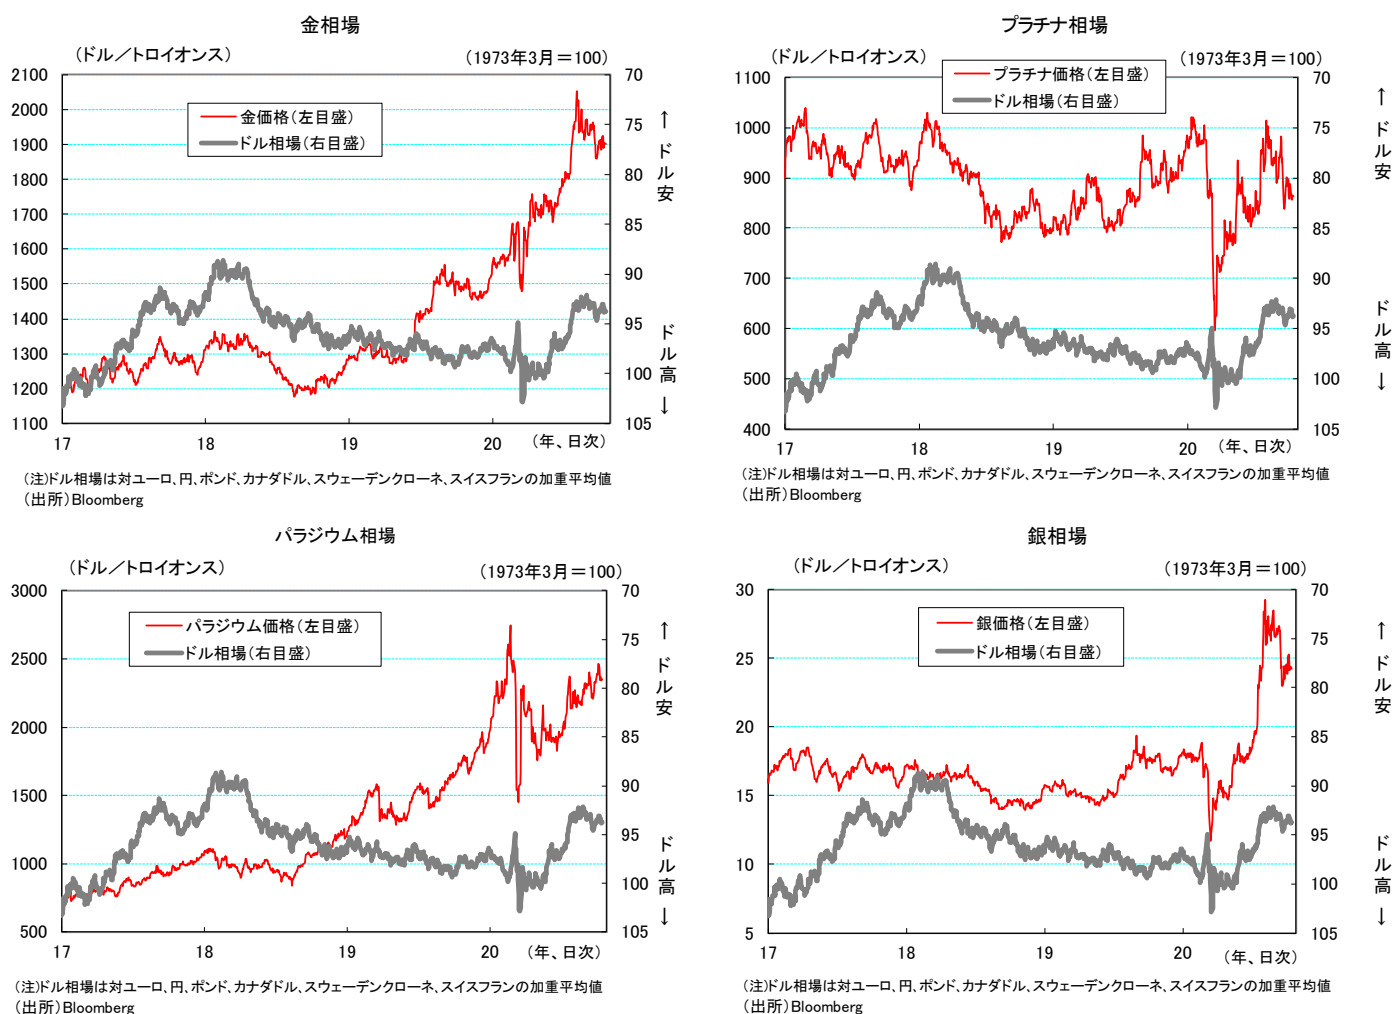 金相場
(ドル/トロイオンス)
(1973年3月=100)
2100
2000
1900
1800
1700
1600
1500
1400
1300
1200
1100
70
75
80
85
90
95
100
105
金価格(左目盛)
ドル相場(右目盛)
↑
ドル安
ドル高
↓
17
18
19
20
(年、日次)
(注)ドル相場は対ユーロ、円、ポンド、カナダドル、スウェーデンクローネ、スイスフランの加重平均値
(出所)Bloomberg
プラチナ相場
(ドル/トロイオンス)
(1973年3月=100)
1100
1000
900
800
700
600
500
400
70
75
80
85
90
95
100
105
プラチナ価格(左目盛)
ドル相場(右目盛)
↑
ドル安
ドル高
↓
17
18
19
20
(年、日次)
(注)ドル相場は対ユーロ、円、ポンド、カナダドル、スウェーデンクローネ、スイスフランの加重平均値
(出所)Bloomberg
パラジウム相場
(ドル/トロイオンス)
(1973年3月=100)
3000
2500
2000
1500
1000
500
70
75
80
85
90
95
100
105
パラジウム価格(左目盛)
ドル相場(右目盛)
↑
ドル安
ドル高
↓
17
18
19
20
(年、日次)
(注)ドル相場は対ユーロ、円、ポンド、カナダドル、スウェーデンクローネ、スイスフランの加重平均値
(出所)Bloomberg
銀相場
(ドル/トロイオンス)
(1973年3月=100)
30
25
20
15
10
5
70
75
80
85
90
95
100
105
銀価格(左目盛)
ドル相場(右目盛)
↑
ドル安
ドル高
↓
17
18
19
20
(年、日次)
(注)ドル相場は対ユーロ、円、ポンド、カナダドル、スウェーデンクローネ、スイスフランの加重平均値
(出所)Bloomberg